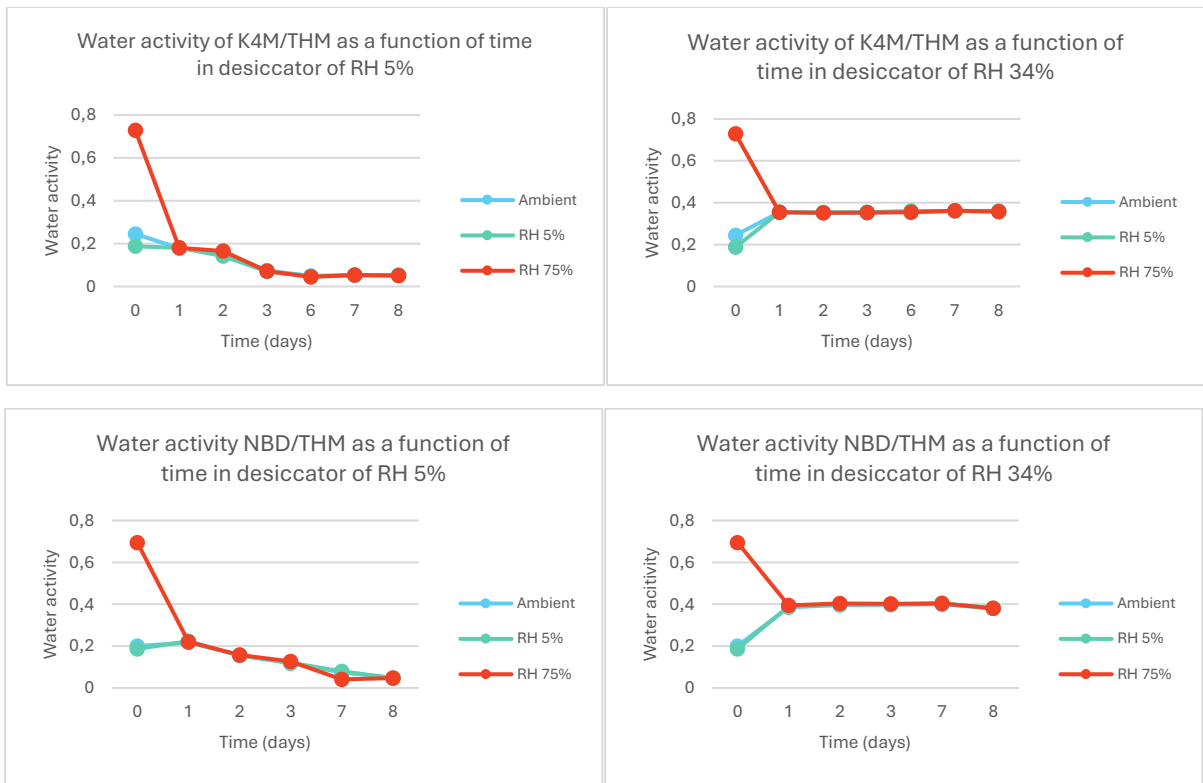 Water activity of K4M/THM as a function of time
in desiccator of RH 5%
0,8
0,6
0,4
0,2
0
Water activity
0 1 2 3 6 7 8
Time (days)
Ambient
RH 5%
RH 75%
Water activity of K4M/THM as a function of
time in desiccator of RH 34%
0,8
0,6
0,4
0,2
0
Water activity
0 1 2 3 6 7 8
Time (days)
Ambient
RH 5%
RH 75%
Water activity NBD/THM as a function of
time in desiccator of RH 5%
0,8
0,6
0,4
0,2
0
Water activity
0 1 2 3 7 8
Time (days)
Ambient
RH 5%
RH 75%
Water activity NBD/THM as a function of
time in desiccator of RH 34%
0,8
0,6
0,4
0,2
0
Water acitivity
0 1 2 3 7 8
Time (days)
Ambient
RH 5%
RH 75%